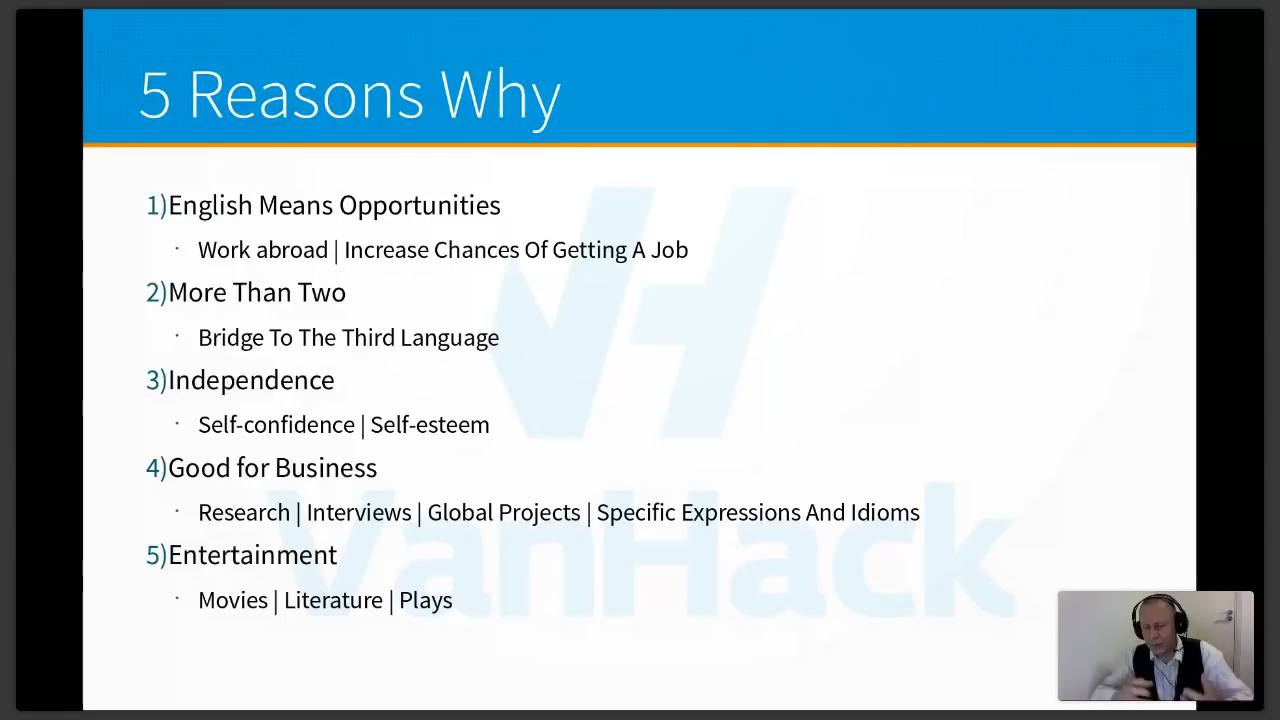 5 Reasons Why
1)English Means Opportunities
· Work abroad | Increase Chances Of Getting A Job
2)More Than Two
· Bridge To The Third Language
3)Independence
· Self-confidence | Self-esteem
4)Good for Business
· Research | Interviews | Global Projects | Specific Expressions And Idioms
5)Entertainment
· Movies | Literature | Plays
VH
VanHack